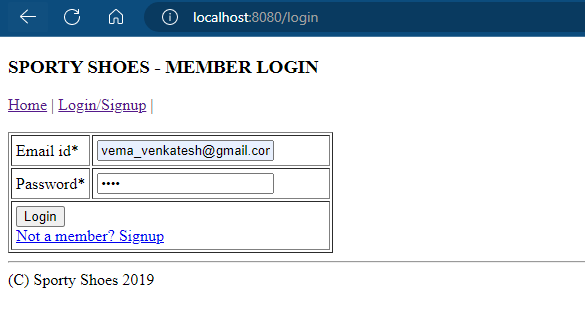 localhost:8080/login
SPORTY SHOES - MEMBER LOGIN
Home | Login/Signup |
Email id* vema_venkatesh@gmail.cor
Password* ••••
Login
Not a member? Signup
(C) Sporty Shoes 2019